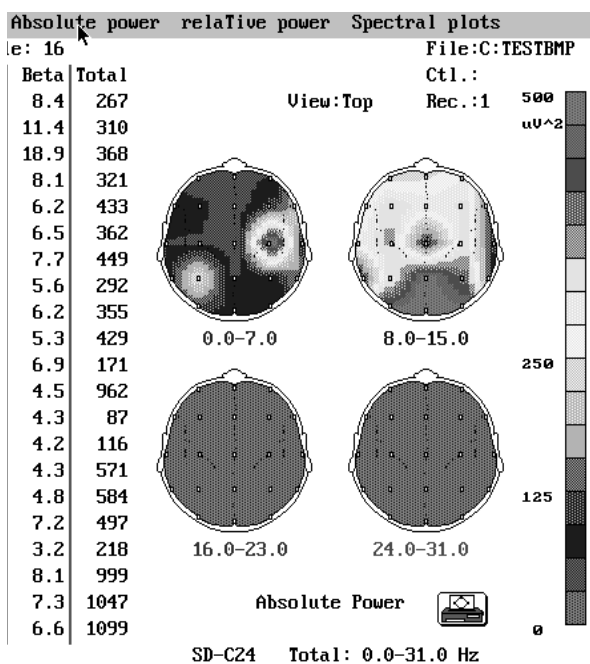 Absolute power relaTive power Spectral plots
le: 16 File:C:TESTBMP
Beta Total Ctl.:
8.4 267 View:Top Rec.:1 500
11.4 310 uV^2
18.9 368
8.1 321
6.2 433
6.5 362
7.7 449
5.6 292
6.2 355
5.3 429 0.0-7.0 8.0-15.0
6.9 171 250
4.5 962
4.3 87
4.2 116
4.3 571
4.8 584 125
7.2 497
3.2 218 16.0-23.0 24.0-31.0
8.1 999
7.3 1047 Absolute Power
6.6 1099 0
SD-C24 Total: 0.0-31.0 Hz